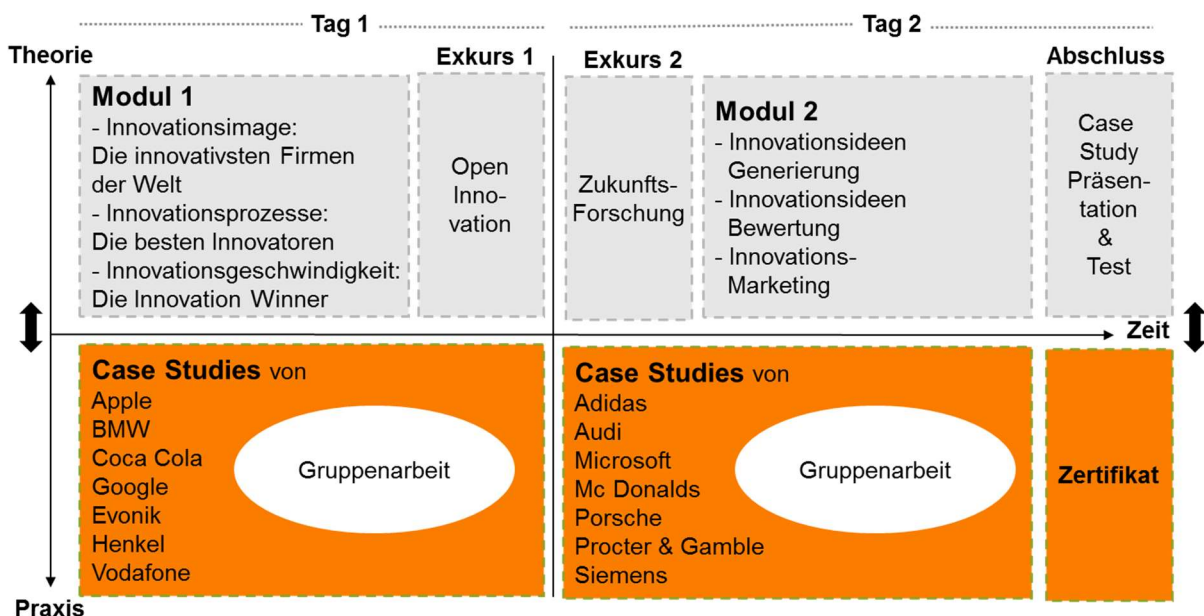 Tag 1
Tag 2
Theorie
Exkurs 1
Exkurs 2
Abschluss
Modul 1
- Innovationsimage:
Die innovativsten Firmen
der Welt
- Innovationsprozesse:
Die besten Innovatoren
- Innovationsgeschwindigkeit:
Die Innovation Winner
Open
Inno-
vation
Zukunfts-
Forschung
Modul 2
- Innovationsideen
Generierung
- Innovationsideen
Bewertung
- Innovations-
Marketing
Case
Study
Präsen-
tation
&
Test
Zeit
Case Studies von
Apple
BMW
Coca Cola
Google
Evonik
Henkel
Vodafone
Gruppenarbeit
Case Studies von
Adidas
Audi
Microsoft
Mc Donalds
Porsche
Procter & Gamble
Siemens
Gruppenarbeit
Zertifikat
Praxis